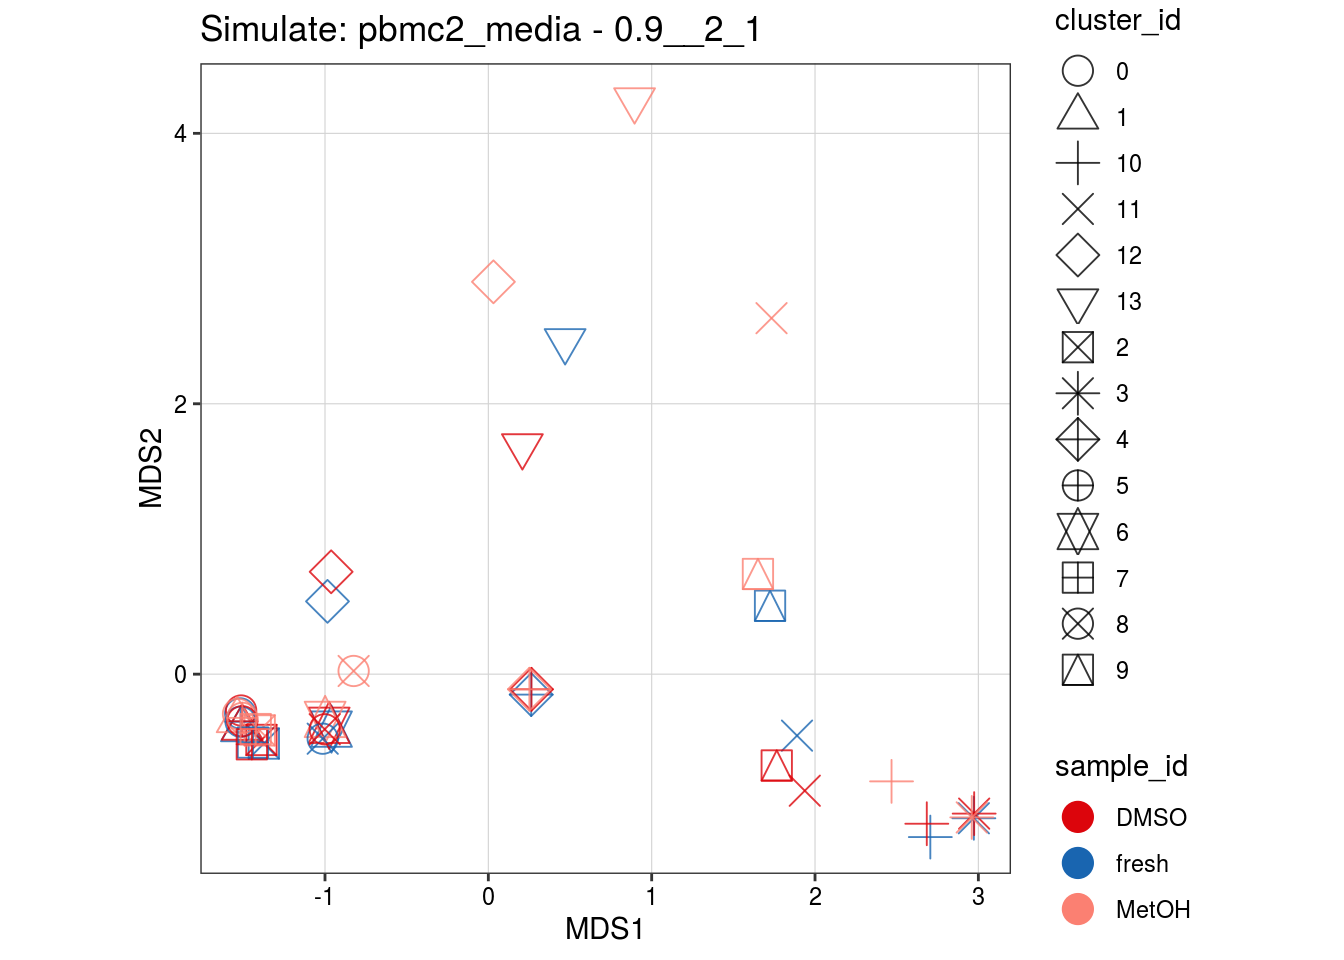 Simulate: pbmc2_media - 0.9__2_1
MDS2
4
2
0
-1
0
1
2
3
MDS1
cluster_id
0
1
10
11
12
13
2
3
4
5
6
7
8
9
sample_id
DMSO
fresh
MetOH